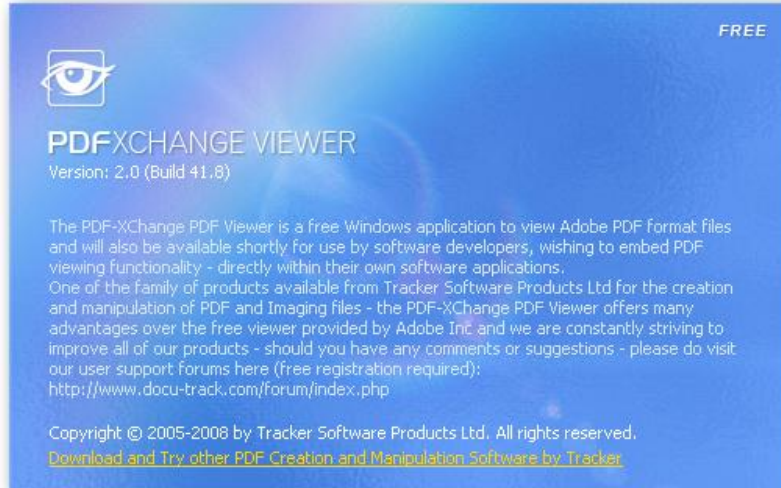 FREE
PDFXCHANGE VIEWER
Version: 2.0 (Build 41.8)
The PDF-XChange PDF Viewer is a free Windows application to view Adobe PDF format files
and will also be available shortly for use by software developers, wishing to embed PDF
viewing functionality - directly within their own software applications.
One of the family of products available from Tracker Software Products Ltd for the creation
and manipulation of PDF and Imaging files - the PDF-XChange PDF Viewer offers many
advantages over the free viewer provided by Adobe Inc and we are constantly striving to
improve all of our products - should you have any comments or suggestions - please do visit
our user support forums here (free registration required):
http://www.docu-track.com/forum/index.php
Copyright © 2005-2008 by Tracker Software Products Ltd. All rights reserved.
Download and Try other PDF Creation and Manipulation Software by Tracker